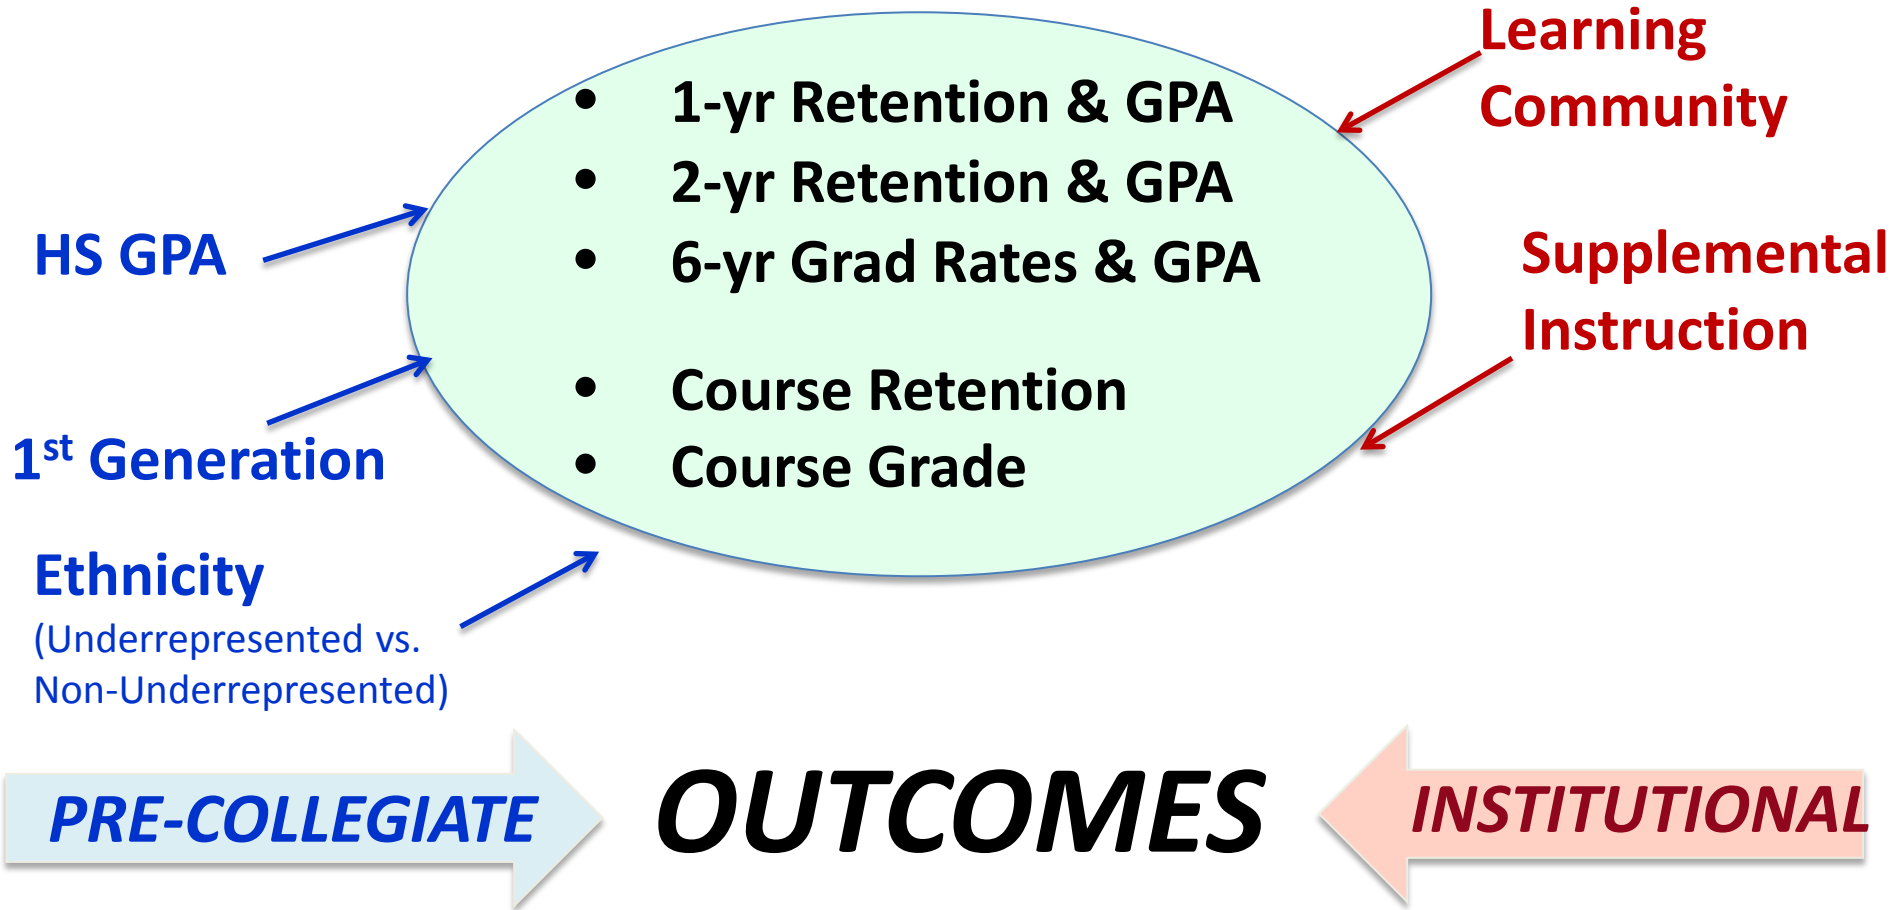 HS GPA
1st Generation
Ethnicity
(Underrepresented vs.
Non-Underrepresented)
• 1-yr Retention & GPA
• 2-yr Retention & GPA
• 6-yr Grad Rates & GPA
• Course Retention
• Course Grade
Learning
Community
Supplemental
Instruction
PRE-COLLEGIATE
OUTCOMES
INSTITUTIONAL